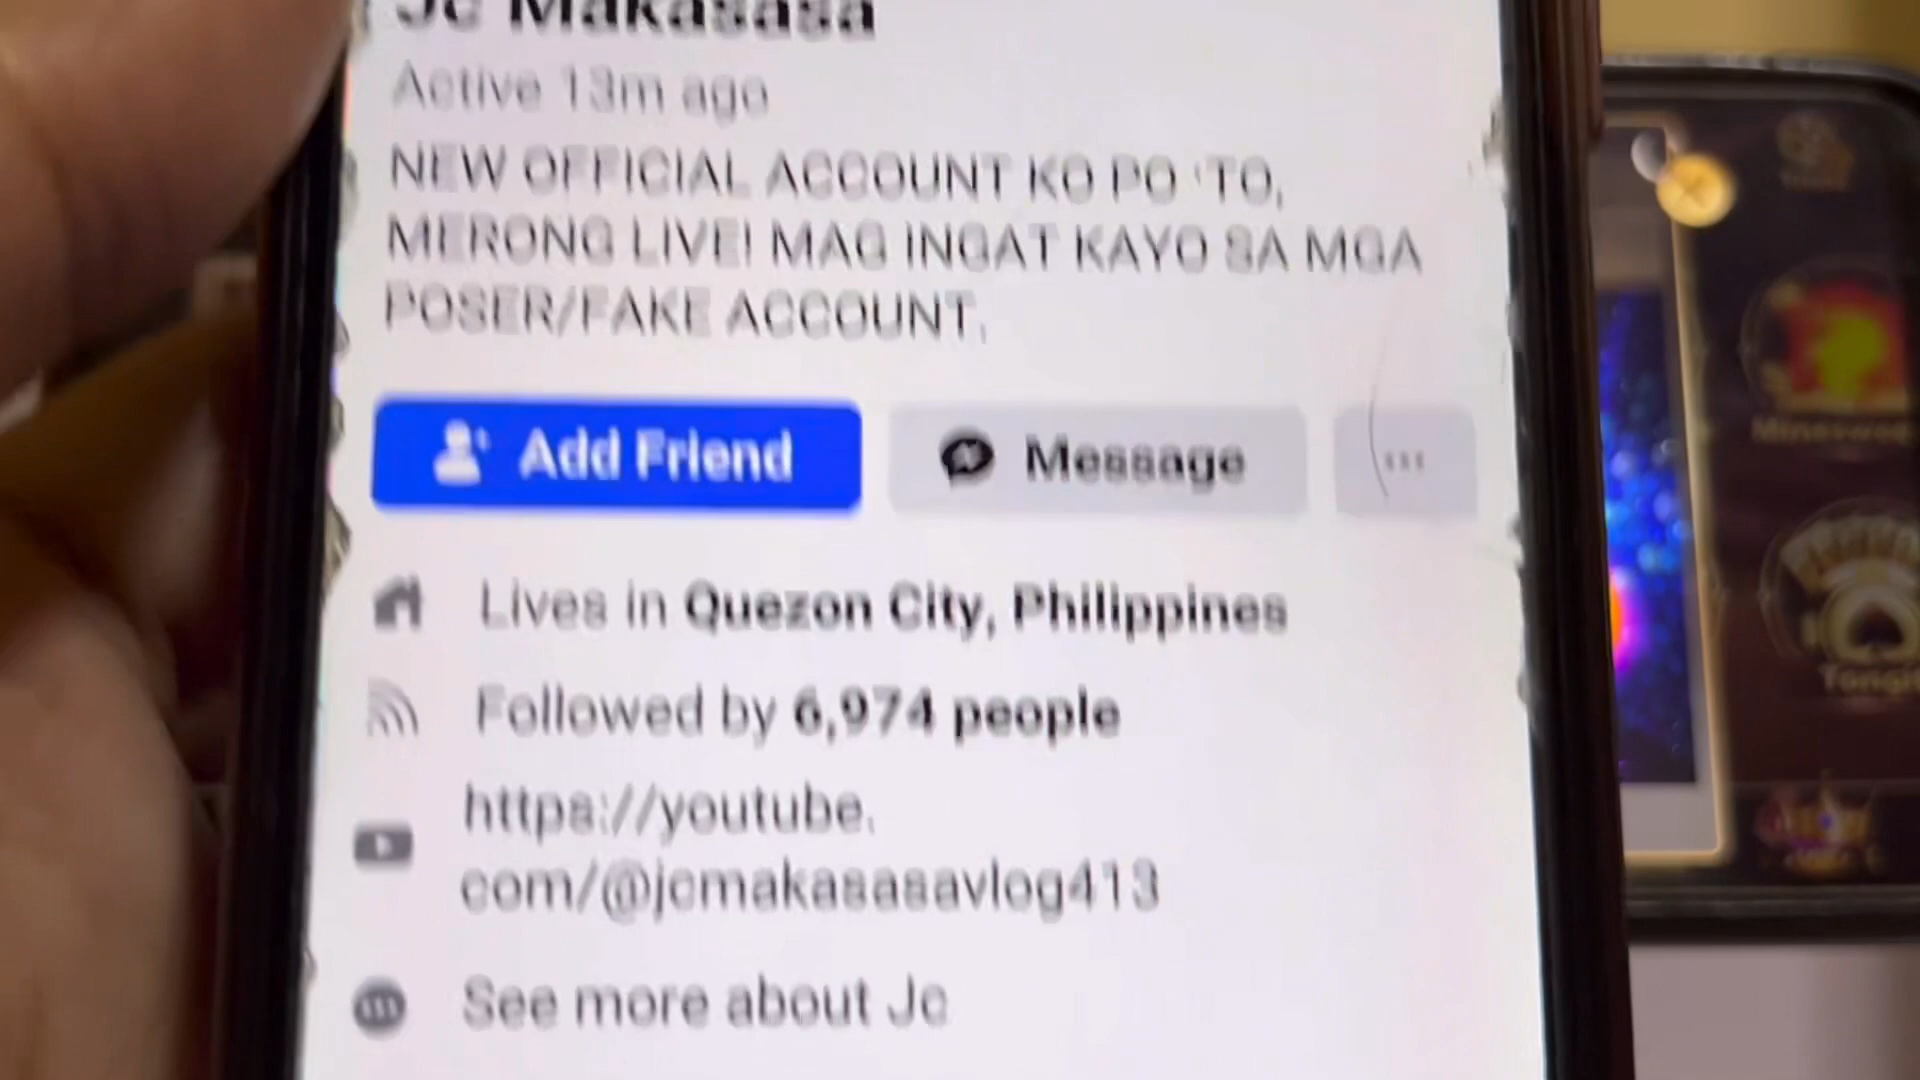 Jc Makasasa
Active 13m ago
NEW OFFICIAL ACCOUNT KO PO 'TO,
MERONG LIVE! MAG INGAT KAYO SA MGA
POSER/FAKE ACCOUNT.
Add Friend
Message
Lives in Quezon City, Philippines
Followed by 6,974 people
https://youtube.
com/@jcmakasasavlog413
See more about Jc